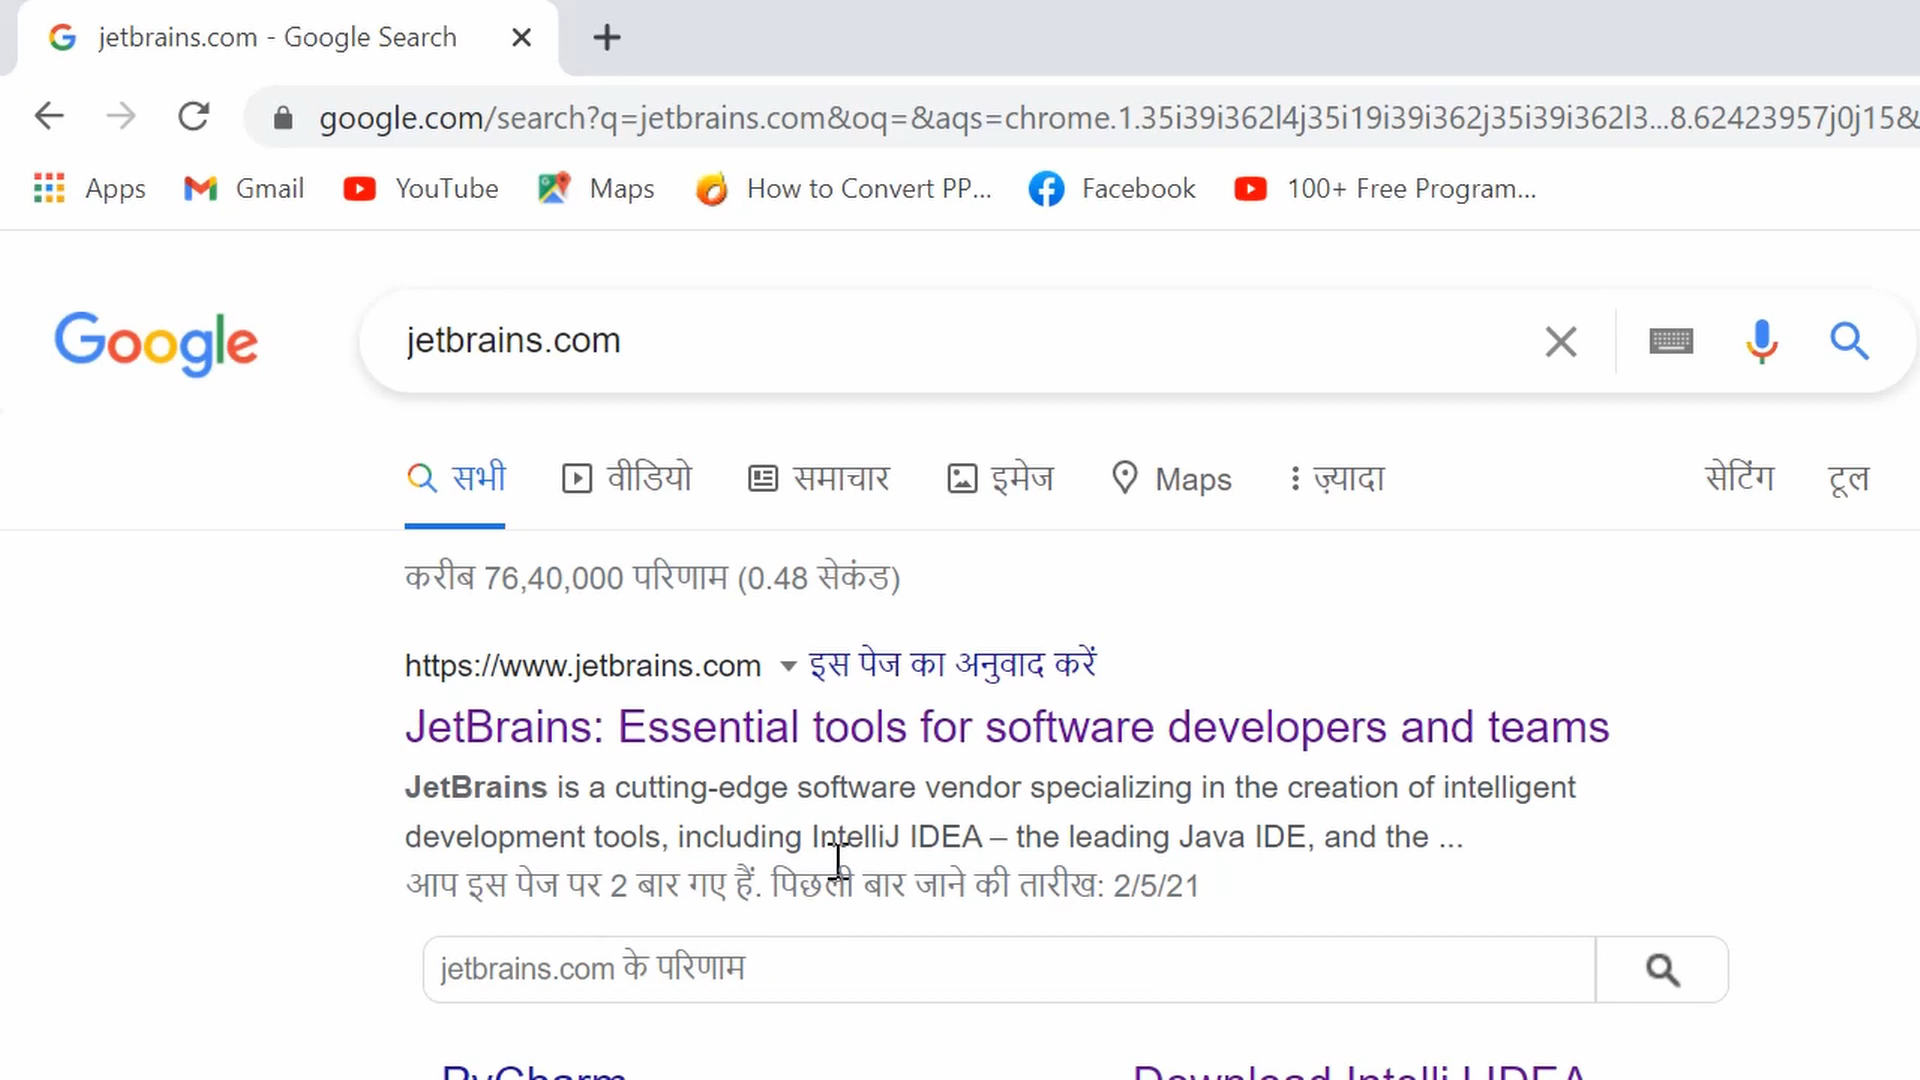 jetbrains.com - Google Search
google.com/search?q=jetbrains.com&oq=&aqs=chrome.1.35i39i362l4j35i19i39i362j35i39i362l3...8.62423957j0j15&
Apps Gmail YouTube Maps How to Convert PP... Facebook 100+ Free Program...
Google jetbrains.com
सभी वीडियो समाचार इमेज Maps ज़्यादा सेटिंग टूल
करीब 76,40,000 परिणाम (0.48 सेकंड)
https://www.jetbrains.com इस पेज का अनुवाद करें
JetBrains: Essential tools for software developers and teams
JetBrains is a cutting-edge software vendor specializing in the creation of intelligent
development tools, including IntelliJ IDEA – the leading Java IDE, and the ...
आप इस पेज पर 2 बार गए हैं. पिछली बार जाने की तारीख: 2/5/21
jetbrains.com के परिणाम
PyCharm Download IntelliJ IDEA